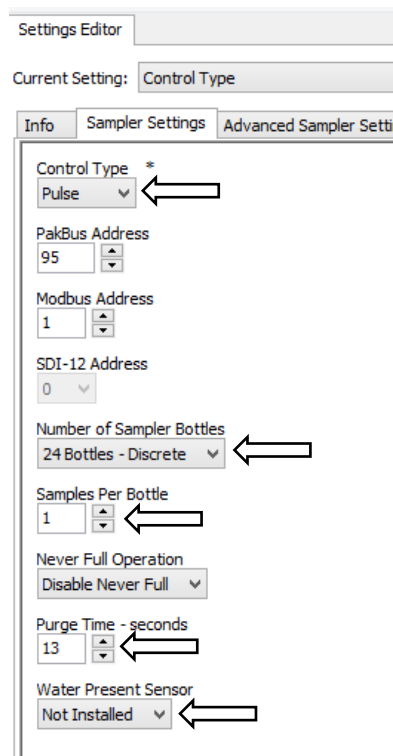 Settings Editor
Current Setting: Control Type
Info Sampler Settings Advanced Sampler Setti
Control Type *
Pulse
PakBus Address
95
Modbus Address
1
SDI-12 Address
0
Number of Sampler Bottles
24 Bottles - Discrete
Samples Per Bottle
1
Never Full Operation
Disable Never Full
Purge Time - seconds
13
Water Present Sensor
Not Installed